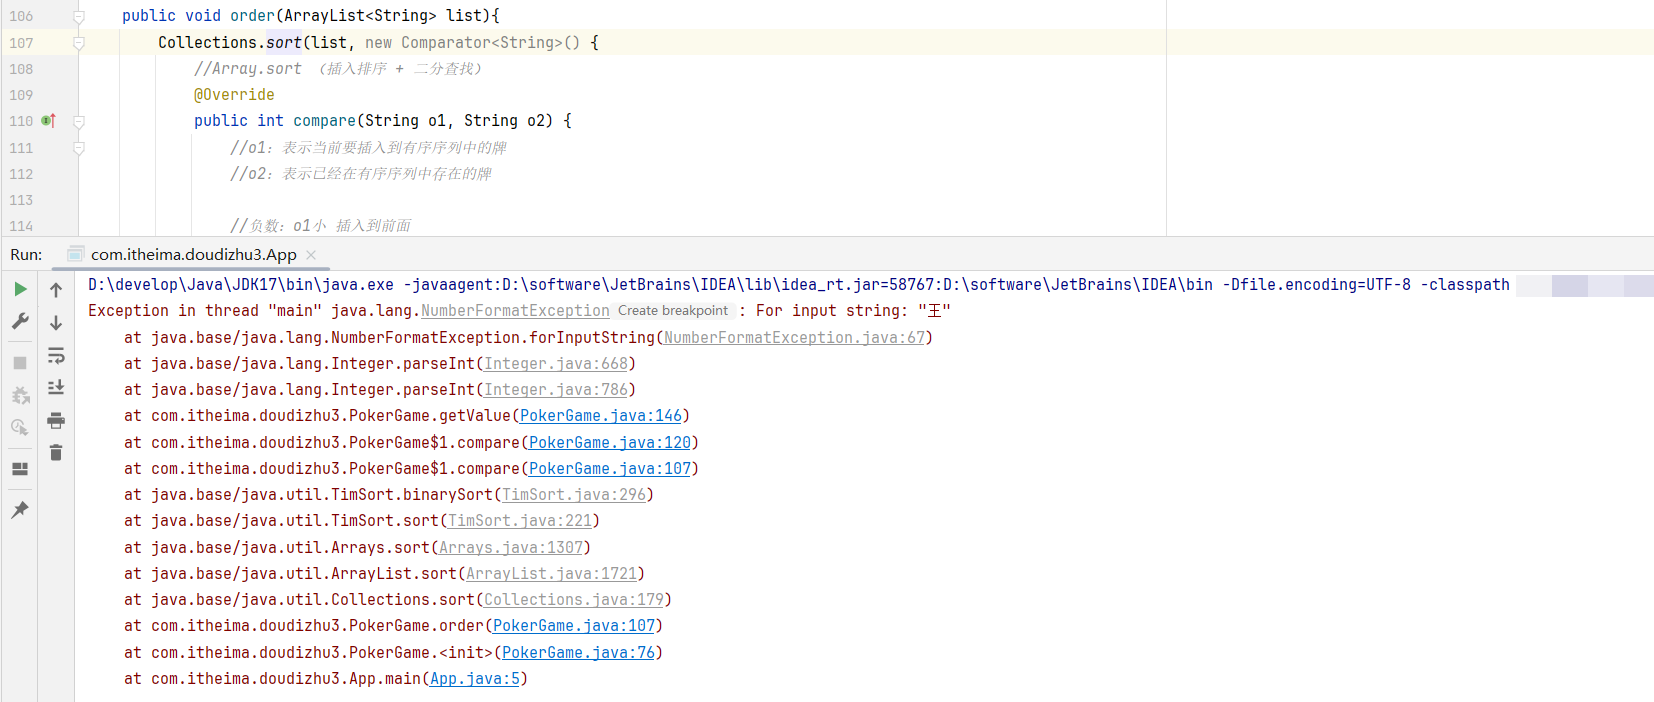 106 public void order(ArrayList<String> list){
107 Collections.sort(list, new Comparator<String>() {
108 //Array.sort （插入排序 + 二分查找）
109 @Override
110 public int compare(String o1, String o2) {
111 //o1：表示当前要插入到有序序列中的牌
112 //o2：表示已经在有序序列中存在的牌
113
114 //负数：o1小 插入到前面
Run: com.itheima.doudizhu3.App
D:\develop\Java\JDK17\bin\java.exe -javaagent:D:\software\JetBrains\IDEA\lib\idea_rt.jar=58767:D:\software\JetBrains\IDEA\bin -Dfile.encoding=UTF-8 -classpath
Exception in thread "main" java.lang.NumberFormatException Create breakpoint : For input string: "王"
at java.base/java.lang.NumberFormatException.forInputString(NumberFormatException.java:67)
at java.base/java.lang.Integer.parseInt(Integer.java:668)
at java.base/java.lang.Integer.parseInt(Integer.java:786)
at com.itheima.doudizhu3.PokerGame.getValue(PokerGame.java:146)
at com.itheima.doudizhu3.PokerGame$1.compare(PokerGame.java:120)
at com.itheima.doudizhu3.PokerGame$1.compare(PokerGame.java:107)
at java.base/java.util.TimSort.binarySort(TimSort.java:296)
at java.base/java.util.TimSort.sort(TimSort.java:221)
at java.base/java.util.Arrays.sort(Arrays.java:1307)
at java.base/java.util.ArrayList.sort(ArrayList.java:1721)
at java.base/java.util.Collections.sort(Collections.java:179)
at com.itheima.doudizhu3.PokerGame.order(PokerGame.java:107)
at com.itheima.doudizhu3.PokerGame.<init>(PokerGame.java:76)
at com.itheima.doudizhu3.App.main(App.java:5)